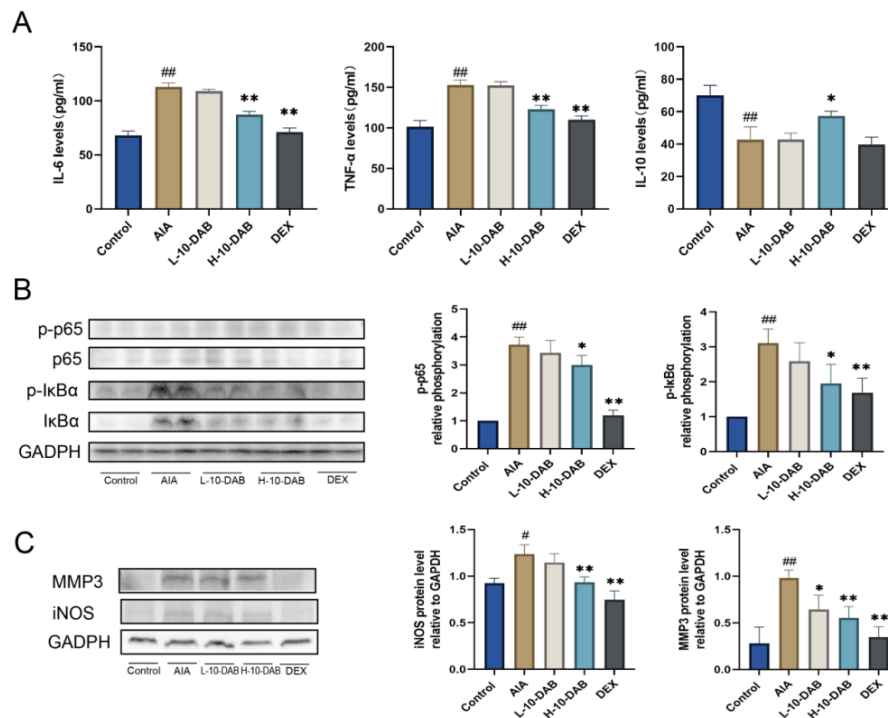 A
IL-6 levels (pg/ml)
150
100
50
0
##
**
**
Control
AIA
L-10-DAB
H-10-DAB
DEX
TNF-α levels (pg/ml)
200
150
100
50
0
##
**
**
Control
AIA
L-10-DAB
H-10-DAB
DEX
IL-10 levels (pg/ml)
100
80
60
40
20
0
##
*
Control
AIA
L-10-DAB
H-10-DAB
DEX
B
p-p65
p65
p-IκBα
IκBα
GADPH
Control AIA L-10-DAB H-10-DAB DEX
p-p65
relative phosphorylation
5
4
3
2
1
0
##
*
**
Control
AIA
L-10-DAB
H-10-DAB
DEX
p-IκBα
relative phosphorylation
4
3
2
1
0
##
*
**
Control
AIA
L-10-DAB
H-10-DAB
DEX
C
MMP3
iNOS
GADPH
Control AIA L-10-DAB H-10-DAB DEX
iNOS protein level
relative to GAPDH
1.5
1.0
0.5
0.0
#
**
**
Control
AIA
L-10-DAB
H-10-DAB
DEX
MMP3 protein level
relative to GAPDH
1.5
1.0
0.5
0.0
##
*
**
**
Control
AIA
L-10-DAB
H-10-DAB
DEX